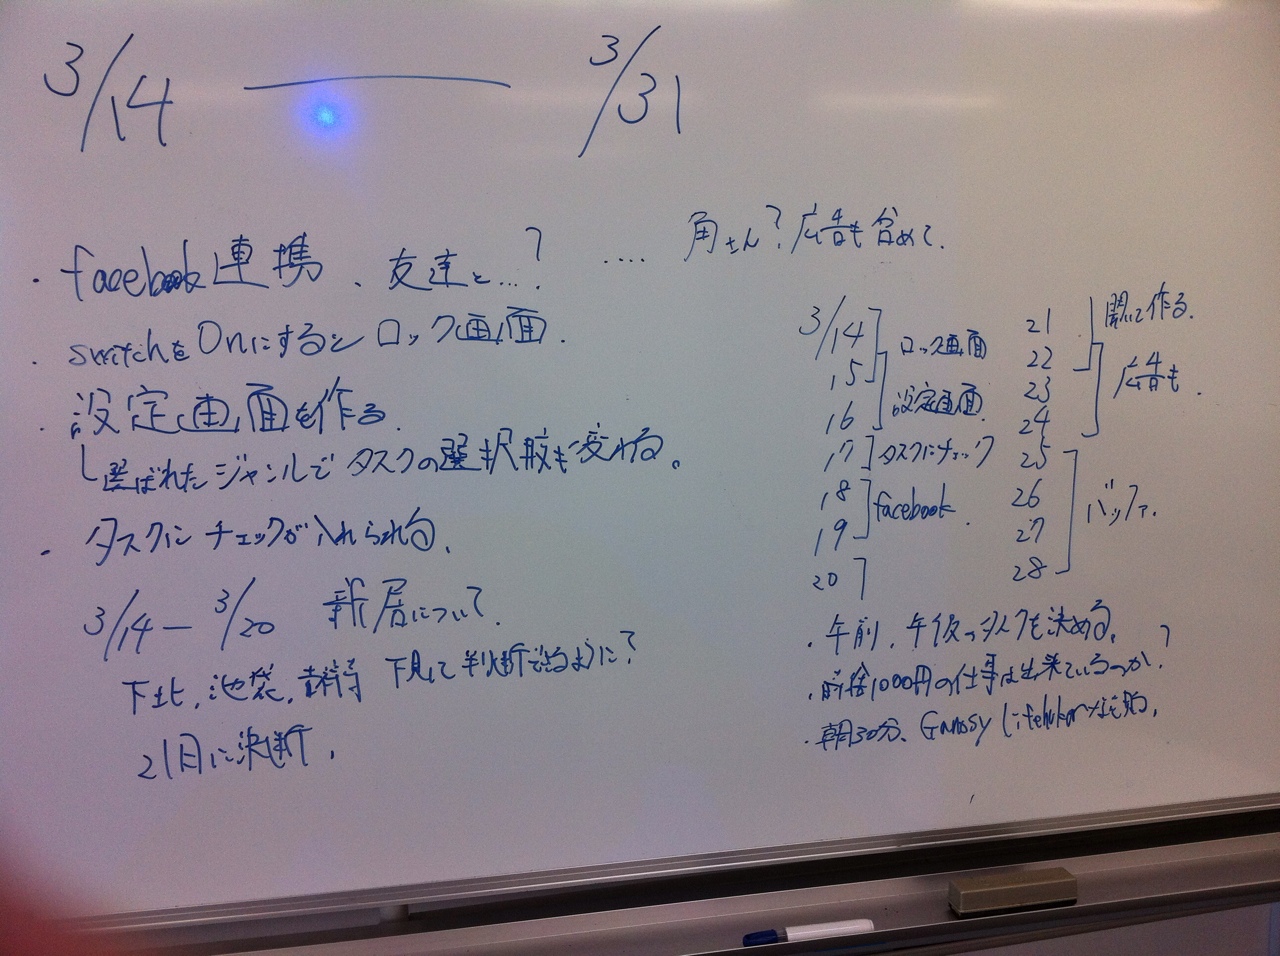 3/14 ― 3/31
・facebook連携、友達と…? ‥‥ 角さん?広告も含めて。
・switchをOnにするとロック画面.
・設定画面を作る.
└選ばれたジャンルでタスクの選択肢も変わる。
・タスクにチェックが入れられる.
3/14 ― 3/20 新居について.
下北、池袋、吉祥寺 下見して判断できるように?
21日に決断.
3/14
15
ロック画面
16
設定画面
17 タスクにチェック
18
19
facebook.
20
21
22
聞いて作る.
23
24
広告も.
25
26
27
28
バッファ.
・午前、午後のタスクを決める.
・時給1000円の仕事は出来ているのか?
・朝30分、